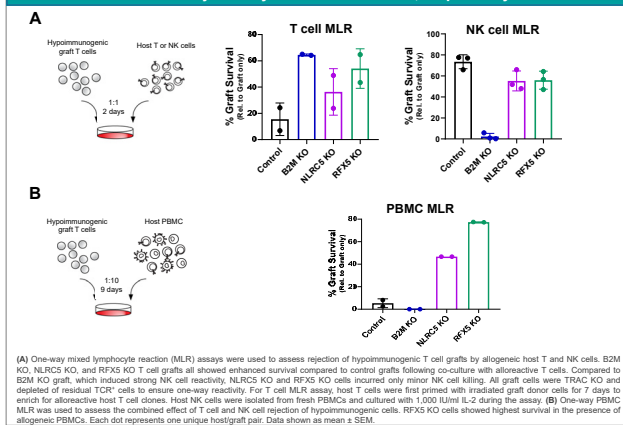 A
Hypoimmunogenic
graft T cells
Host T or NK cells
1:1
2 days
T cell MLR
% Graft Survival
(Rel. to Graft only)
80
60
40
20
0
Control
B2M KO
NLRC5 KO
RFX5 KO
NK cell MLR
% Graft Survival
(Rel. to Graft only)
100
80
60
40
20
0
Control
B2M KO
NLRC5 KO
RFX5 KO
B
Hypoimmunogenic
graft T cells
Host PBMC
1:10
9 days
PBMC MLR
% Graft Survival
(Rel. to Graft only)
80
60
40
20
0
Control
B2M KO
NLRC5 KO
RFX5 KO
(A) One-way mixed lymphocyte reaction (MLR) assays were used to assess rejection of hypoimmunogenic T cell grafts by allogeneic host T and NK cells. B2M
KO, NLRC5 KO, and RFX5 KO T cell grafts all showed enhanced survival compared to control grafts following co-culture with alloreactive T cells. Compared to
B2M KO graft, which induced strong NK cell reactivity, NLRC5 KO and RFX5 KO cells incurred only minor NK cell killing. All graft cells were TRAC KO and
depleted of residual TCR⁺ cells to ensure one-way reactivity. For T cell MLR assay, host T cells were first primed with irradiated graft donor cells for 7 days to
enrich for alloreactive host T cell clones. Host NK cells were isolated from fresh PBMCs and cultured with 1,000 IU/ml IL-2 during the assay. (B) One-way PBMC
MLR was used to assess the combined effect of T cell and NK cell rejection of hypoimmunogenic cells. RFX5 KO cells showed highest survival in the presence of
allogeneic PBMCs. Each dot represents one unique host/graft pair. Data shown as mean ± SEM.